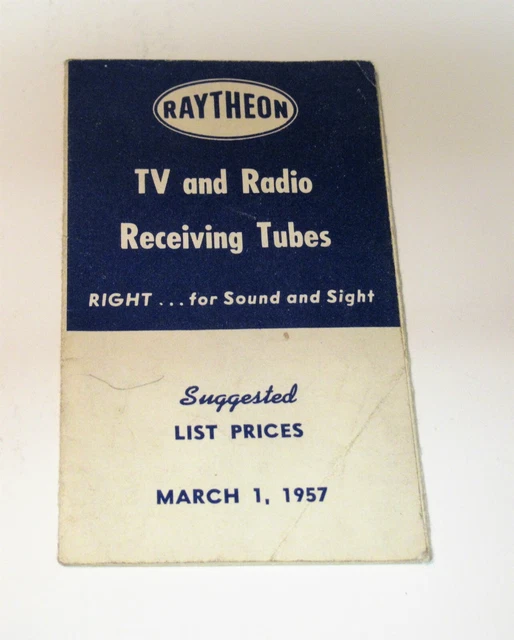 RAYTHEON
TV and Radio
Receiving Tubes
RIGHT ... for Sound and Sight
Suggested
LIST PRICES
MARCH 1, 1957